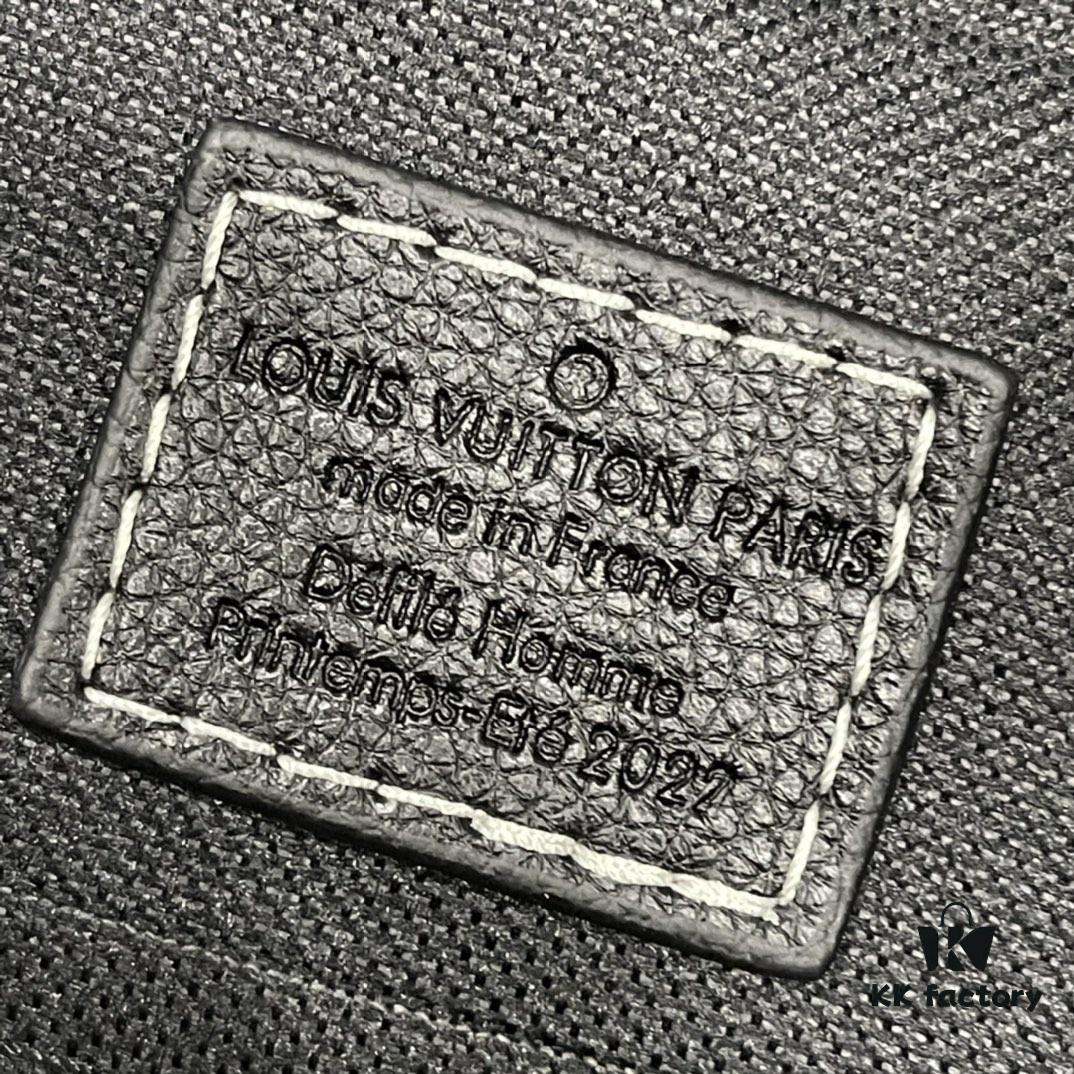 ®
LOUIS VUITTON PARIS
made in France
Défilé Homme
Printemps-Eté 2022
KK factory